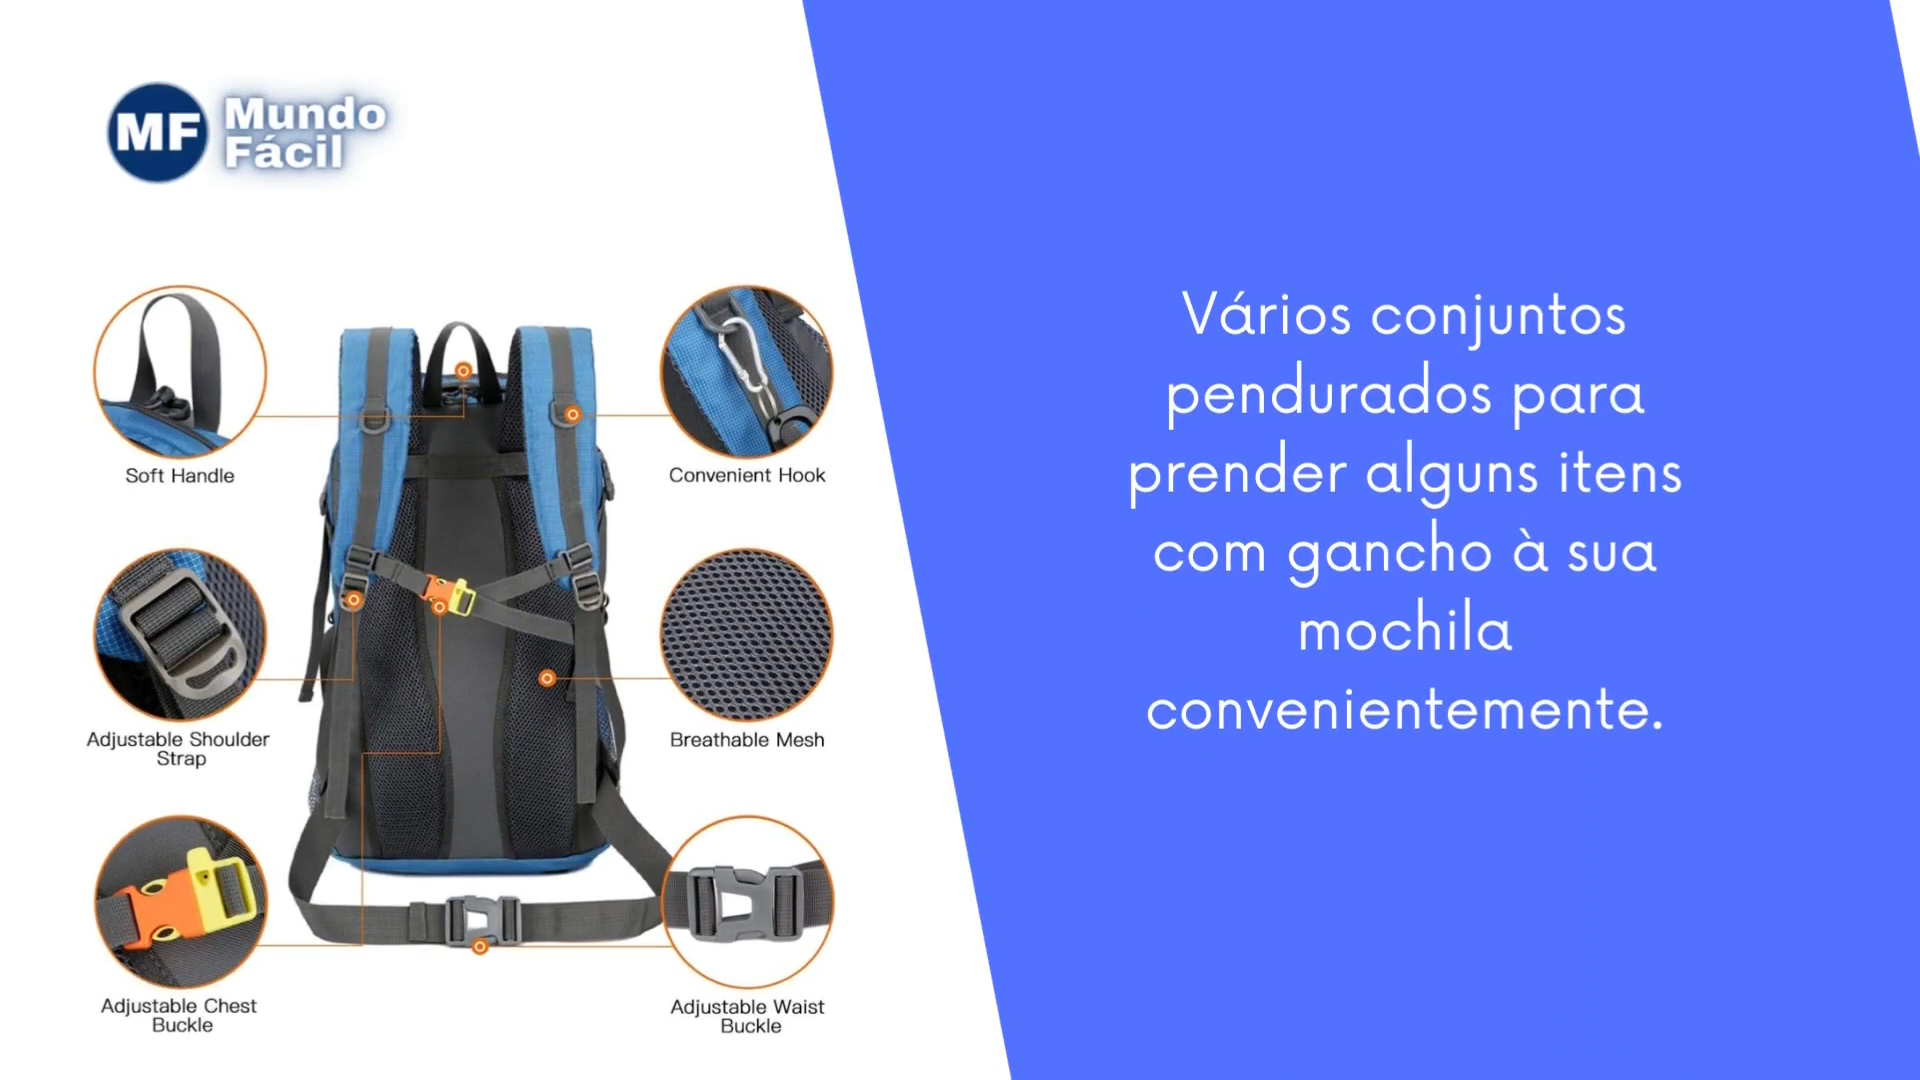 MF Mundo
Fácil
Soft Handle
Convenient Hook
Adjustable Shoulder
Strap
Breathable Mesh
Adjustable Chest
Buckle
Adjustable Waist
Buckle
Vários conjuntos
pendurados para
prender alguns itens
com gancho à sua
mochila
convenientemente.